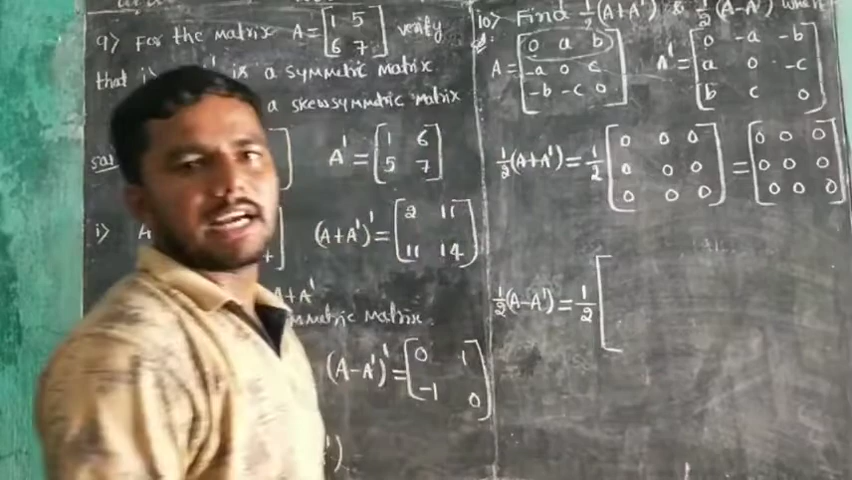 9) For the matrix A = [1 5 verify
6 7]
that i) A' is a symmetric matrix
a skew symmetric matrix
sol A' = [1 6
5 7]
i) A (A+A')' = [2 11
11 14]
A+A'
symmetric matrix.
(A-A')' = [0 1
-1 0]
10) Find 1/2 (A+A') & 1/2 (A-A') when
A = [0 a b
-a 0 c
-b -c 0]
A' = [0 -a -b
a 0 -c
b c 0]
1/2 (A+A') = 1/2 [0 0 0
0 0 0
0 0 0] = [0 0 0
0 0 0
0 0 0]
1/2 (A-A') = 1/2 [